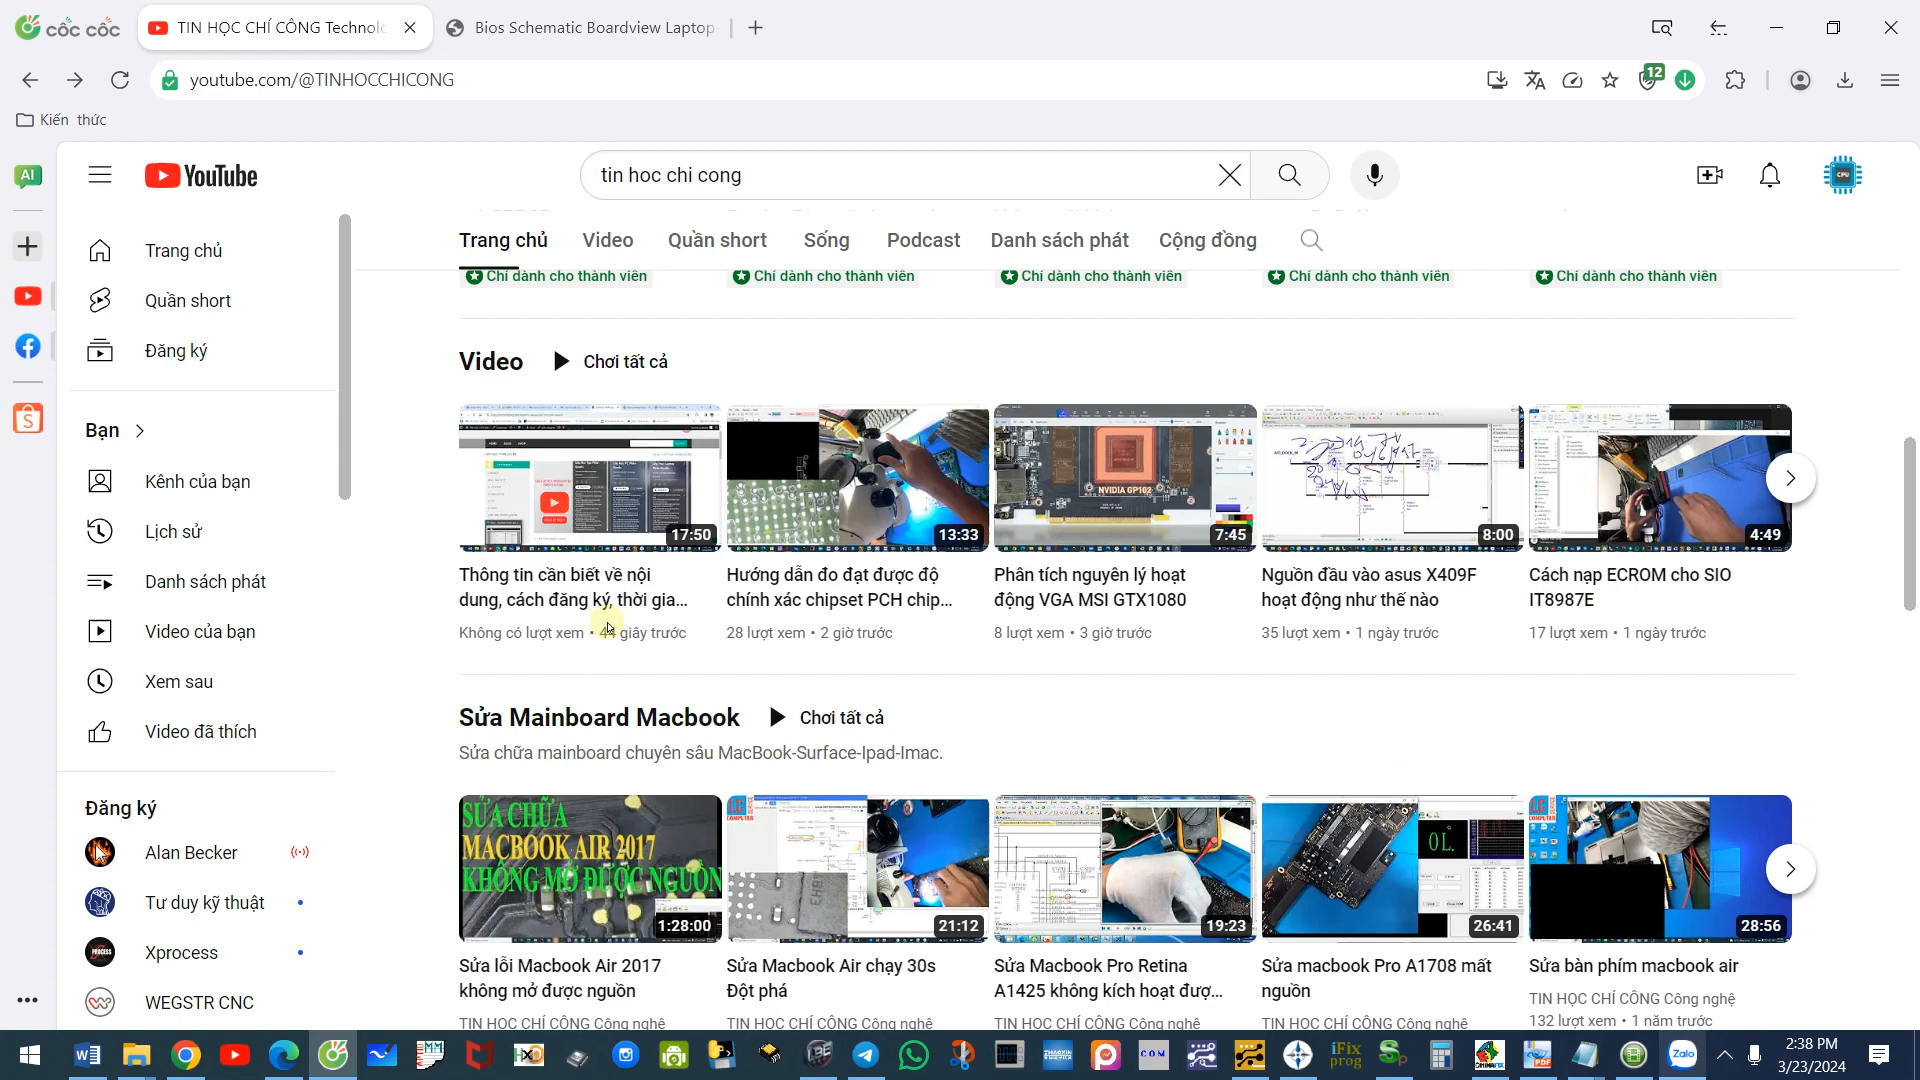 cốc cốc
TIN HỌC CHÍ CÔNG Technolo
Bios Schematic Boardview Laptop
youtube.com/@TINHOCCHICONG
12
Kiến thức
AI
YouTube
tin hoc chi cong
CPU
Trang chủ
Quần short
Đăng ký
Bạn
Kênh của bạn
Lịch sử
Danh sách phát
Video của bạn
Xem sau
Video đã thích
Đăng ký
Alan Becker
Tư duy kỹ thuật
Xprocess
WEGSTR CNC
Trang chủ Video Quần short Sống Podcast Danh sách phát Cộng đồng
Chỉ dành cho thành viên Chỉ dành cho thành viên Chỉ dành cho thành viên Chỉ dành cho thành viên Chỉ dành cho thành viên
Video Chơi tất cả
NVIDIA GP102
17:50 13:33 7:45 8:00 4:49
Thông tin cần biết về nội
dung, cách đăng ký, thời gia...
Không có lượt xem • 44 giây trước
Hướng dẫn đo đạt được độ
chính xác chipset PCH chip...
28 lượt xem • 2 giờ trước
Phân tích nguyên lý hoạt
động VGA MSI GTX1080
8 lượt xem • 3 giờ trước
Nguồn đầu vào asus X409F
hoạt động như thế nào
35 lượt xem • 1 ngày trước
Cách nạp ECROM cho SIO
IT8987E
17 lượt xem • 1 ngày trước
Sửa Mainboard Macbook Chơi tất cả
Sửa chữa mainboard chuyên sâu MacBook-Surface-Ipad-Imac.
SỬA CHỮA
MACBOOK AIR 2017
KHÔNG MỞ ĐƯỢC NGUỒN
1:28:00 21:12 19:23 26:41 28:56
Sửa lỗi Macbook Air 2017
không mở được nguồn
TIN HỌC CHÍ CÔNG Công nghệ
Sửa Macbook Air chạy 30s
Đột phá
TIN HỌC CHÍ CÔNG Công nghệ
Sửa Macbook Pro Retina
A1425 không kích hoạt đượ...
TIN HỌC CHÍ CÔNG Công nghệ
Sửa macbook Pro A1708 mất
nguồn
TIN HỌC CHÍ CÔNG Công nghệ
Sửa bàn phím macbook air
TIN HỌC CHÍ CÔNG Công nghệ
132 lượt xem • 1 năm trước
COM
iFix
prog
Zalo
2:38 PM
3/23/2024